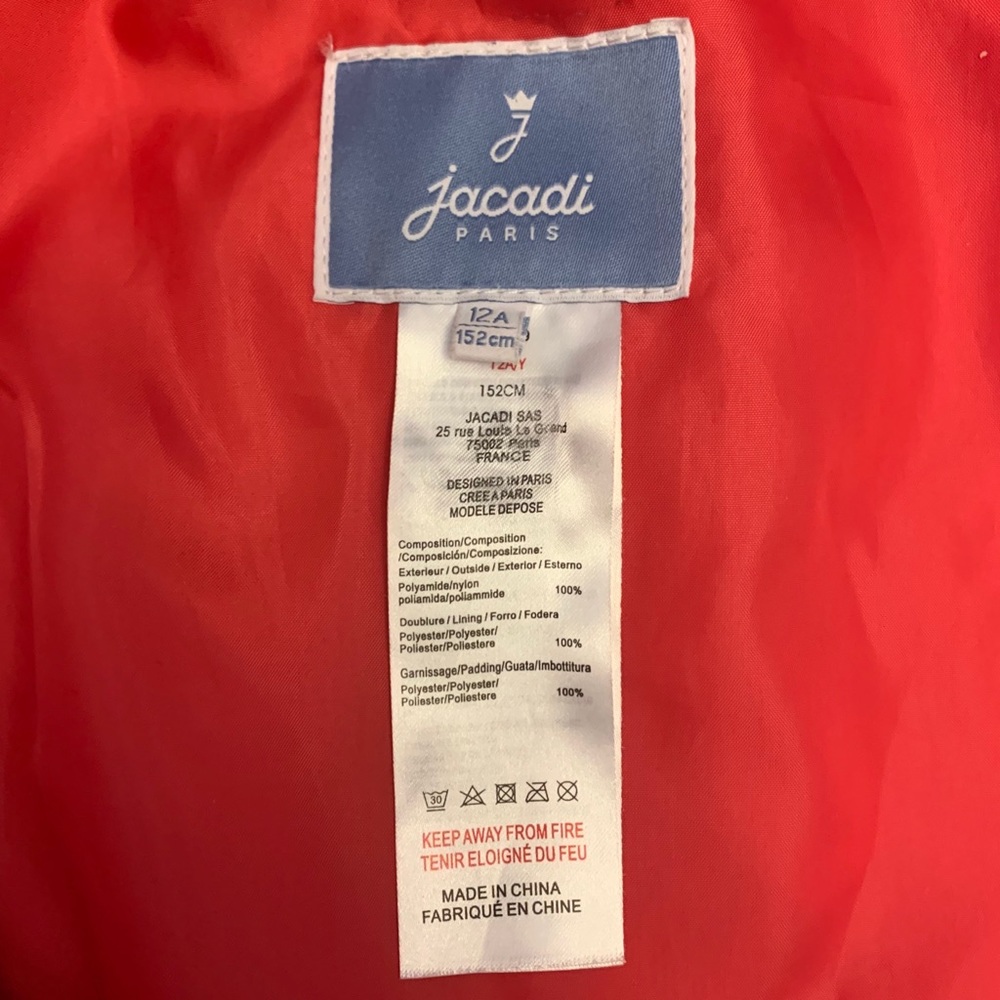 J
jacadi
PARIS
12A
152cm
12A/Y
152CM
JACADI SAS
25 rue Louis Le Grand
75002 Paris
FRANCE
DESIGNED IN PARIS
CREE A PARIS
MODELE DEPOSE
Composition/Composition
/Composición/Composizione:
Exterieur / Outside / Exterior / Esterno
Polyamide/nylon
poliamida/poliammide 100%
Doublure / Lining / Forro / Fodera
Polyester/Polyester/
Poliester/Poliestere 100%
Garnissage/Padding/Guata/Imbottitura
Polyester/Polyester/
Poliester/Poliestere 100%
30
KEEP AWAY FROM FIRE
TENIR ELOIGNÉ DU FEU
MADE IN CHINA
FABRIQUÉ EN CHINE